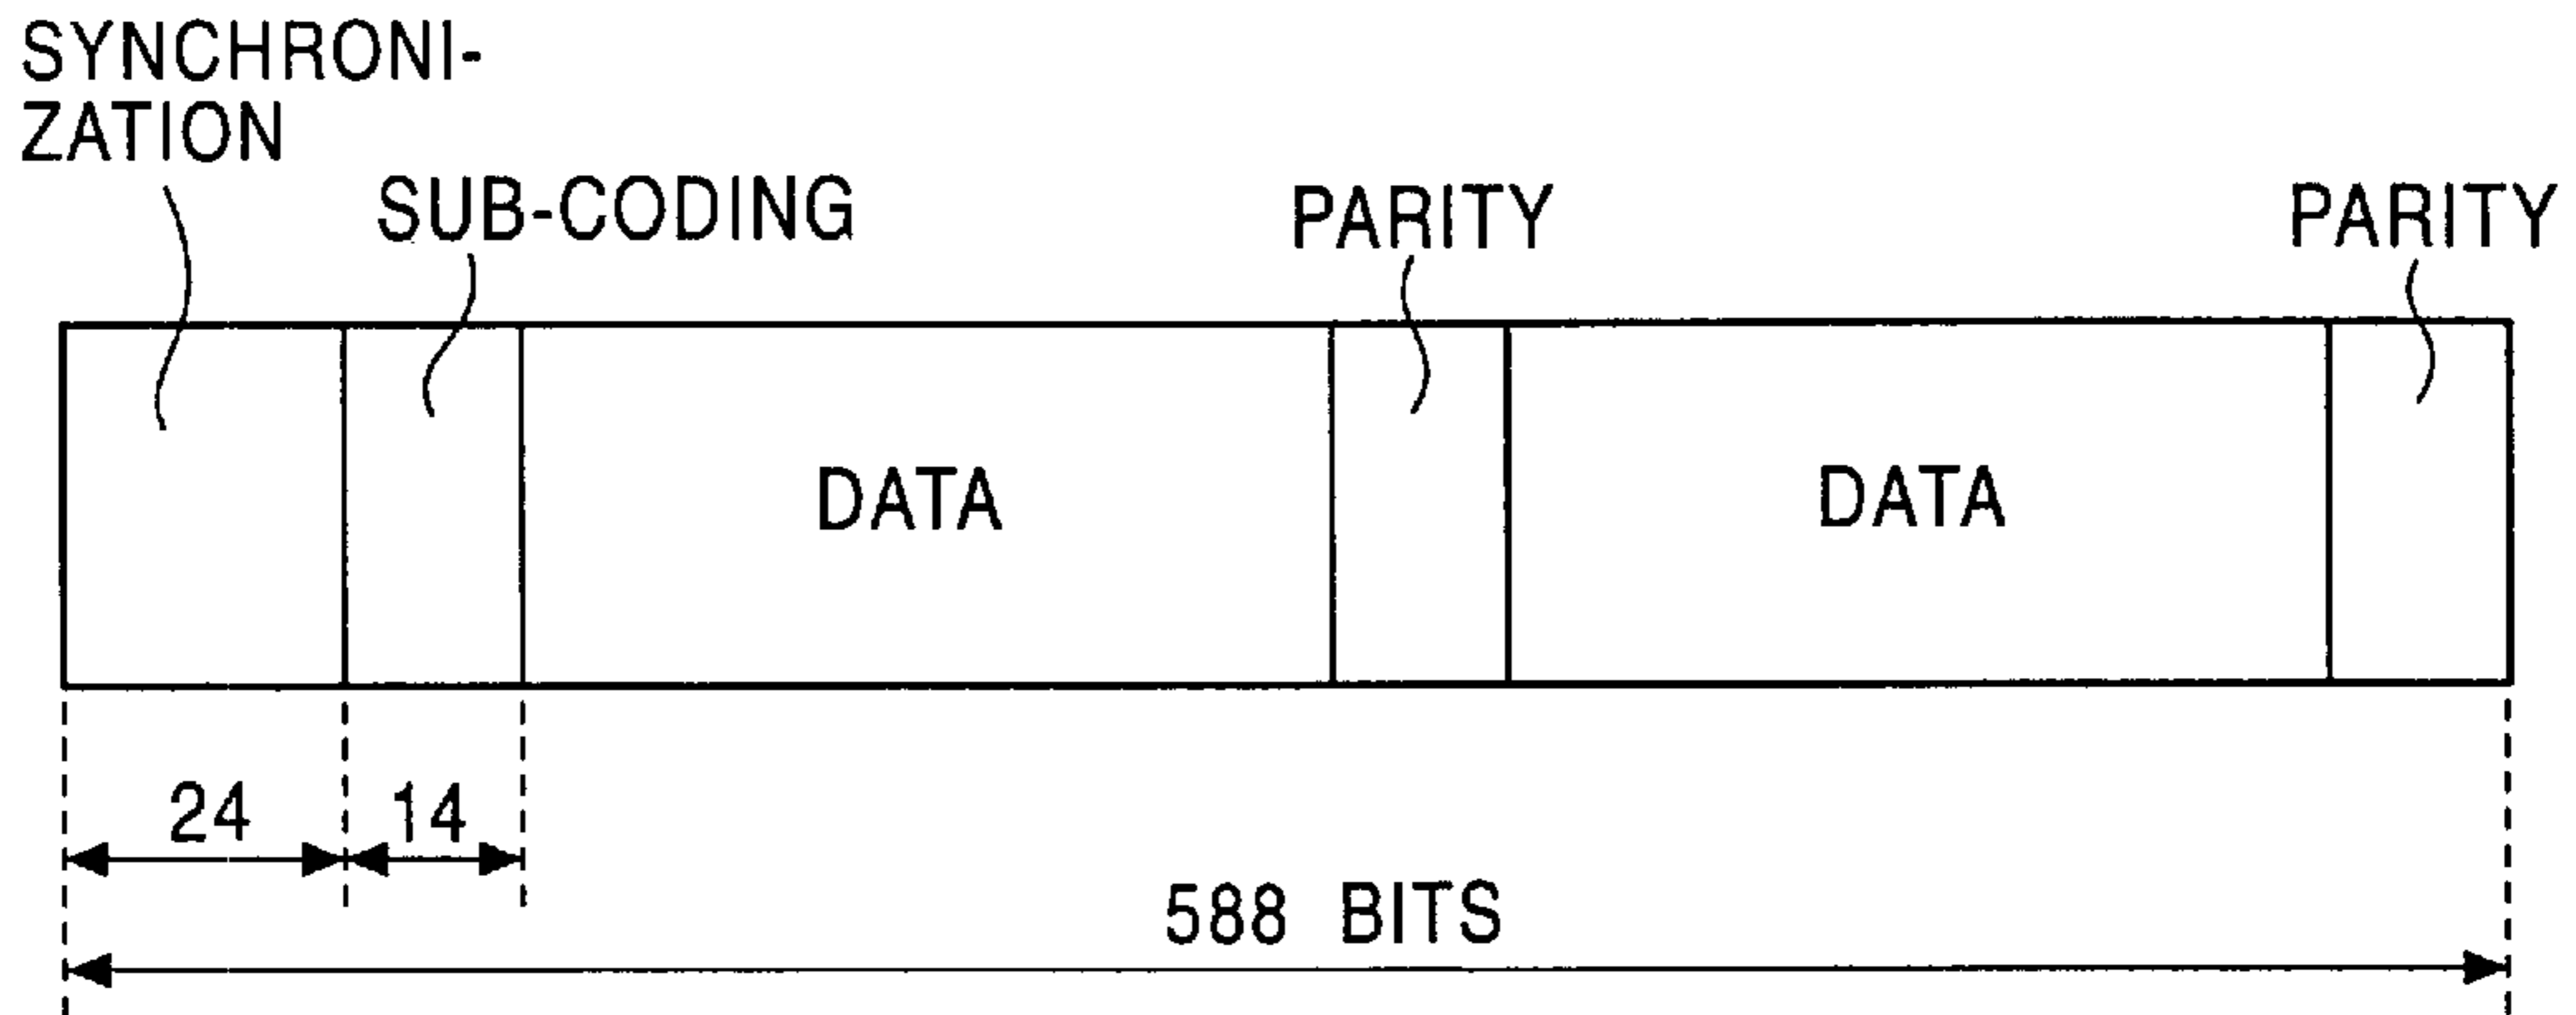 SYNCHRONI-
ZATION
SUB-CODING
PARITY
PARITY
DATA
DATA
24
14
588 BITS